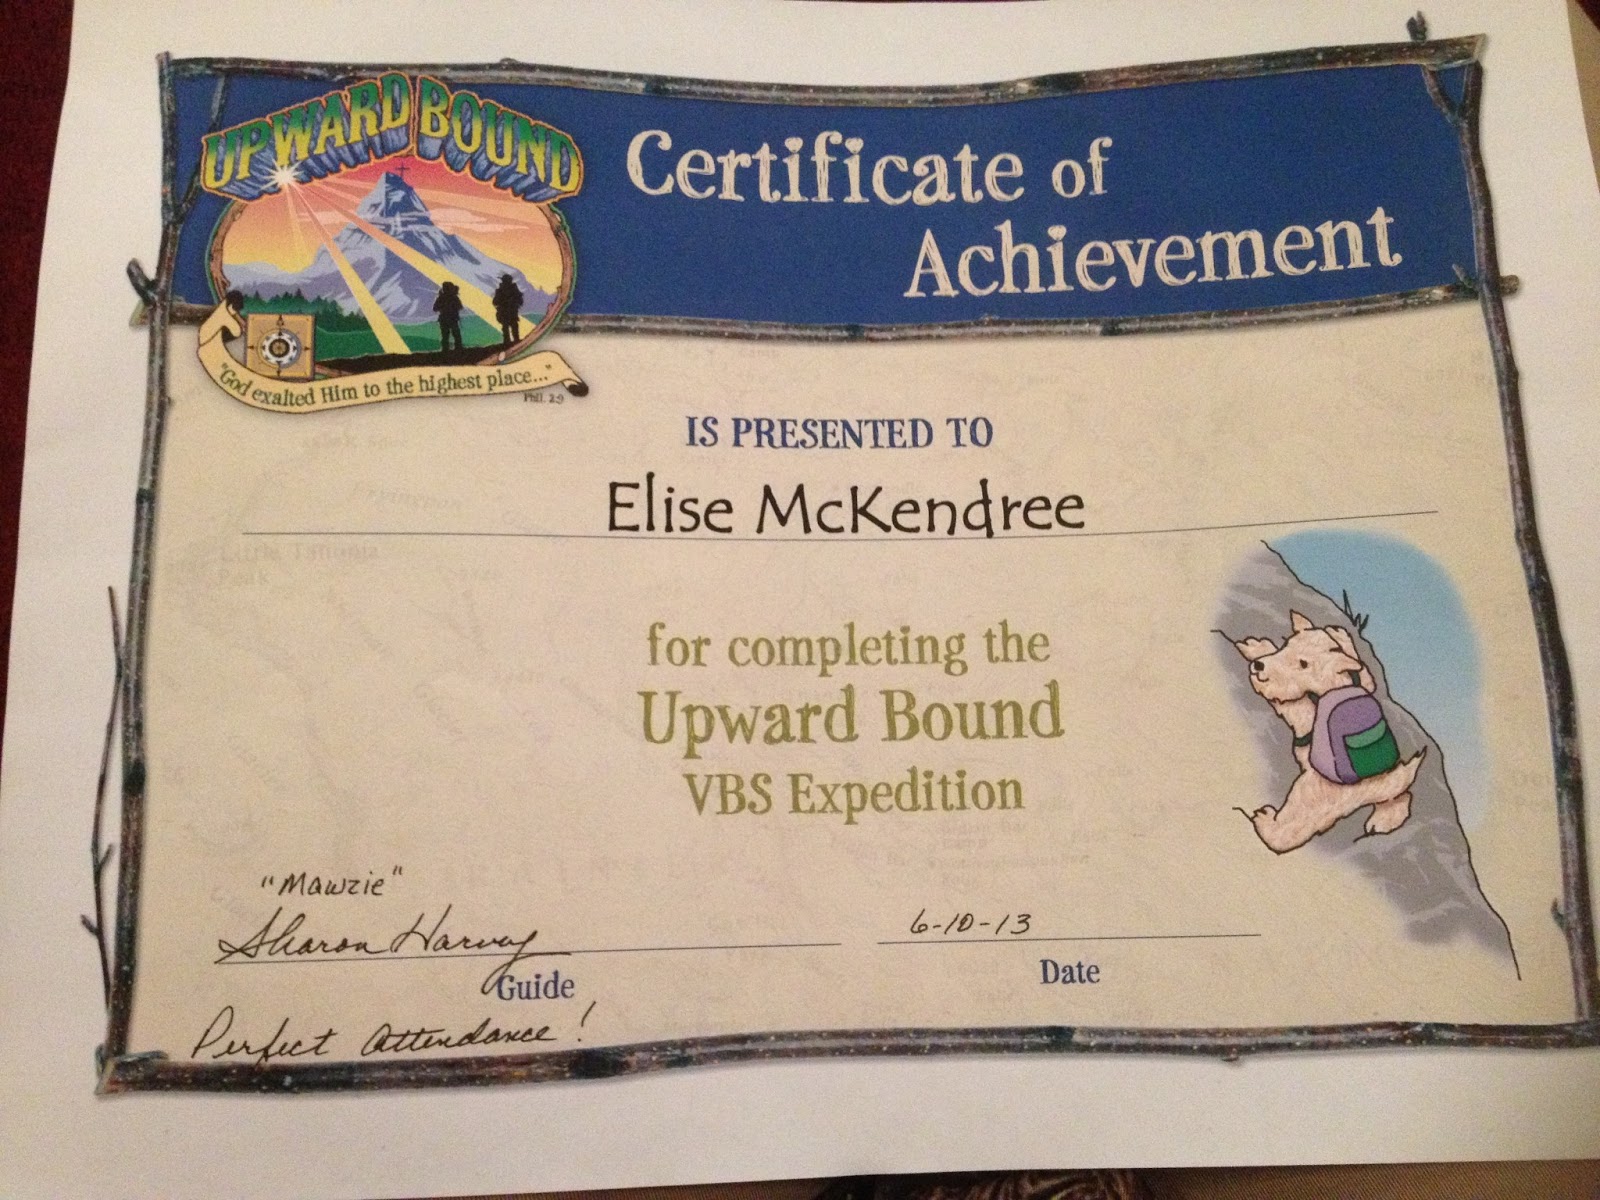 UPWARD BOUND
"God exalted Him to the highest place..."
Phil. 2:9
Certificate of
Achievement
IS PRESENTED TO
Elise McKendree
for completing the
Upward Bound
VBS Expedition
"Mawzie"
Sharon Harvey
Guide
6-10-13
Date
Perfect Attendance!